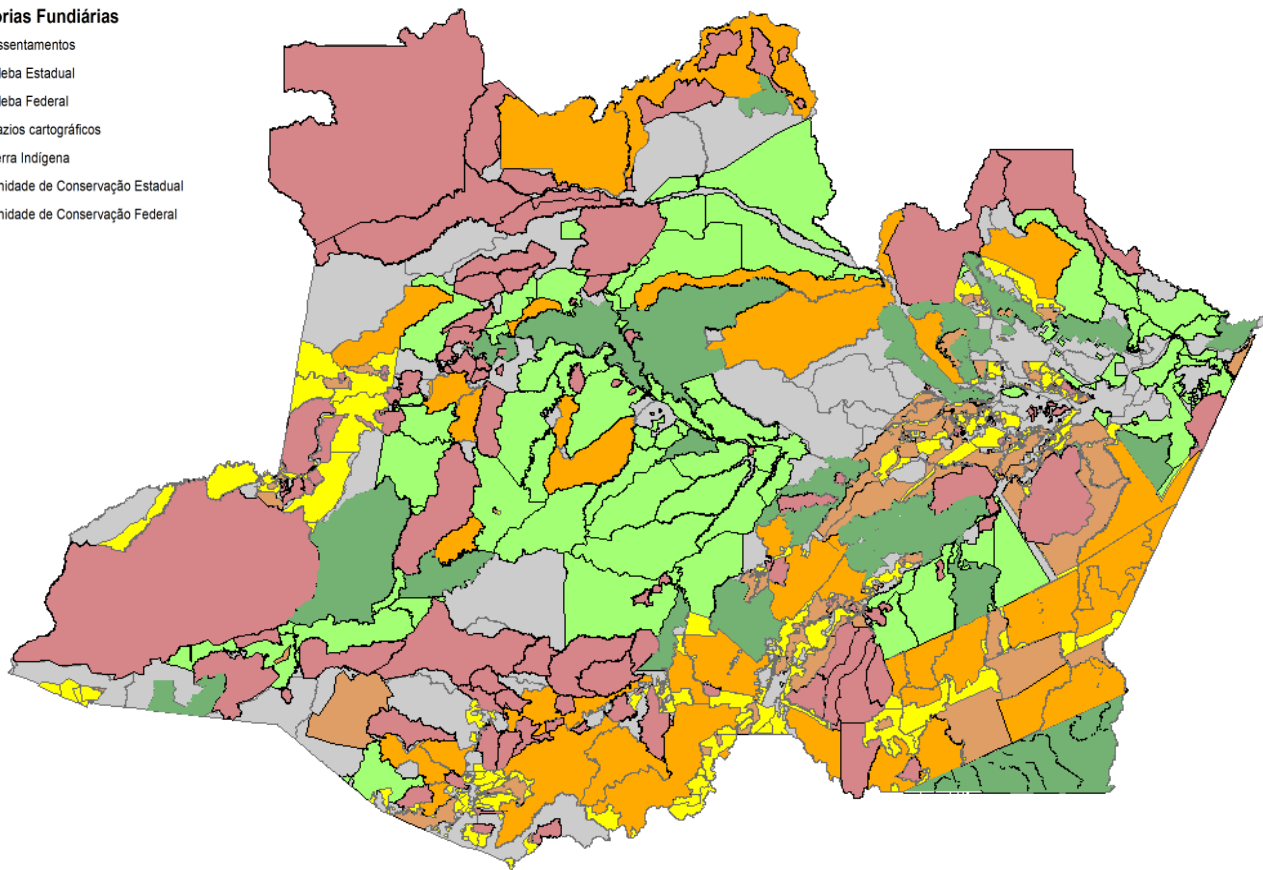 orias Fundiárias
ssentamentos
leba Estadual
leba Federal
azios cartográficos
erra Indígena
nidade de Conservação Estadual
nidade de Conservação Federal